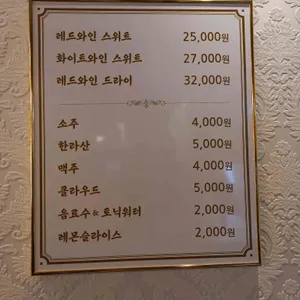 레드와인 스위트 25,000원
화이트와인 스위트 27,000원
레드와인 드라이 32,000원
소주 4,000원
한라산 5,000원
맥주 4,000원
클라우드 5,000원
음료수 & 토닉워터 2,000원
레몬슬라이스 2,000원